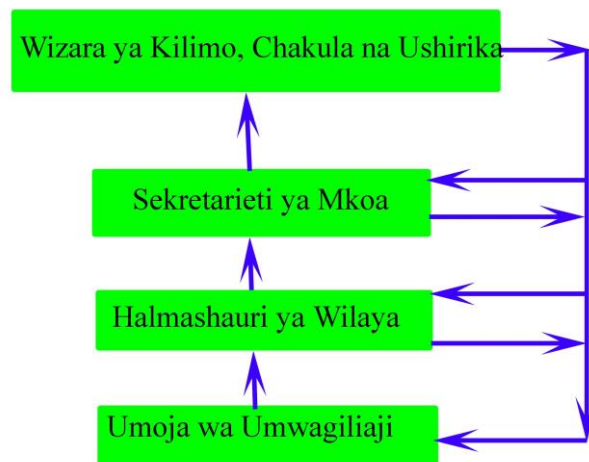 Wizara ya Kilimo, Chakula na Ushirika
Sekretarieti ya Mkoa
Halmashauri ya Wilaya
Umoja wa Umwagiliaji